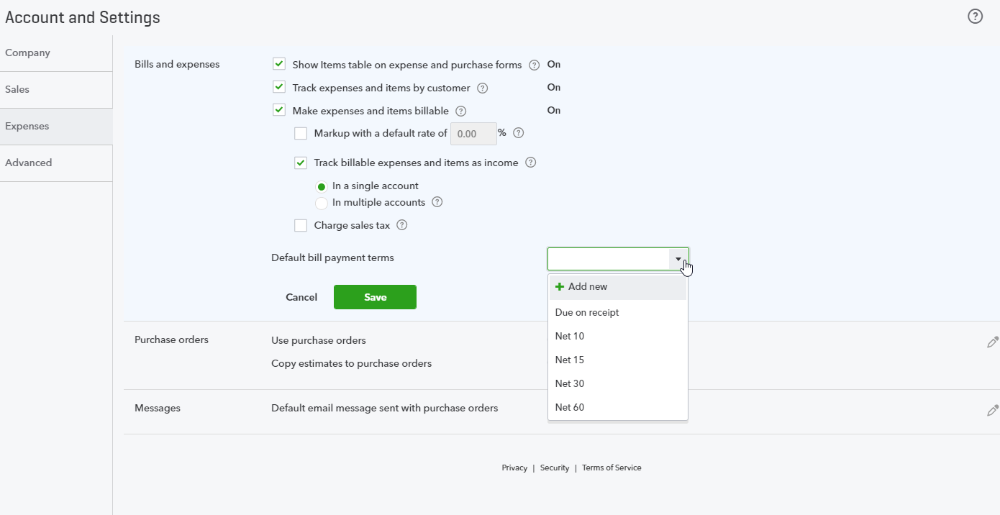 Account and Settings
Company
Sales
Expenses
Advanced
Bills and expenses
Show Items table on expense and purchase forms ? On
Track expenses and items by customer ? On
Make expenses and items billable ? On
Markup with a default rate of 0.00 % ?
Track billable expenses and items as income ?
In a single account
In multiple accounts ?
Charge sales tax ?
Default bill payment terms
Add new
Due on receipt
Net 10
Net 15
Net 30
Net 60
Cancel Save
Purchase orders
Use purchase orders
Copy estimates to purchase orders
Messages
Default email message sent with purchase orders
Privacy | Security | Terms of Service